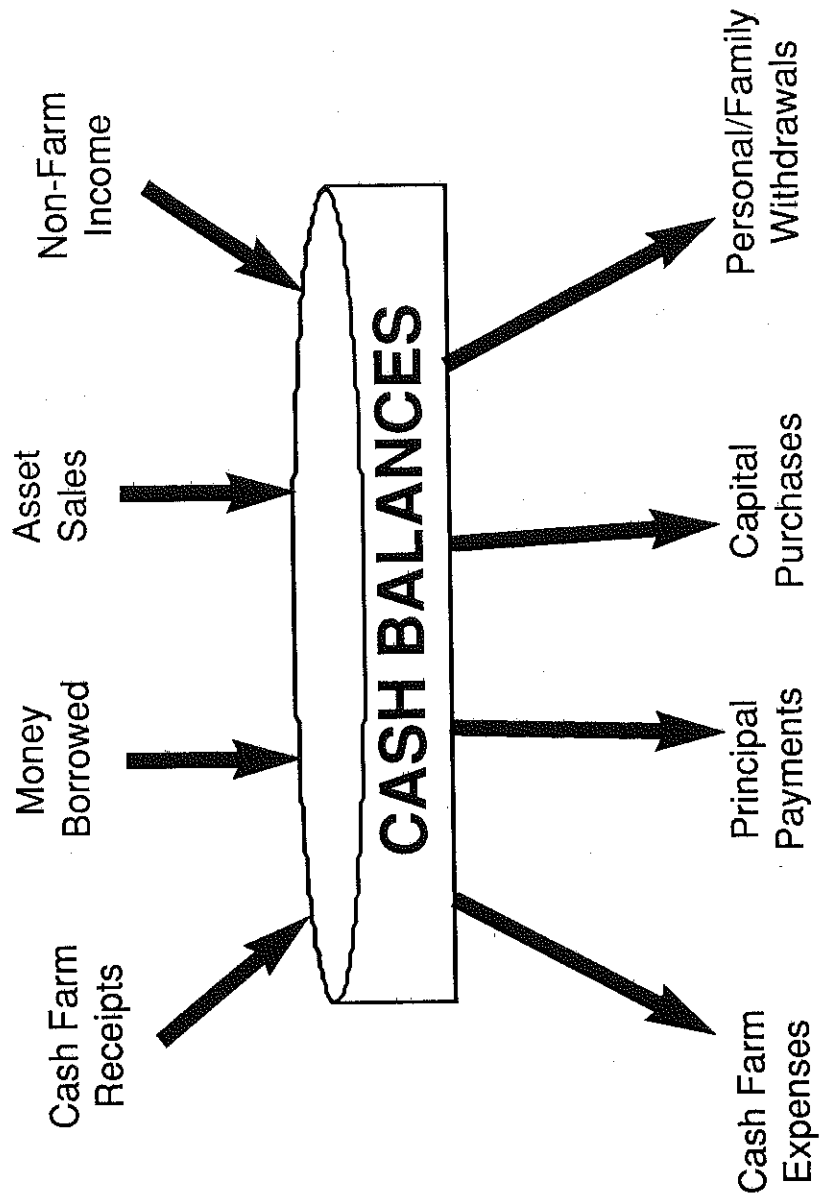 Cash Farm
Receipts
Money
Borrowed
Asset
Sales
Non-Farm
Income
CASH BALANCES
Cash Farm
Expenses
Principal
Payments
Capital
Purchases
Personal/Family
Withdrawals